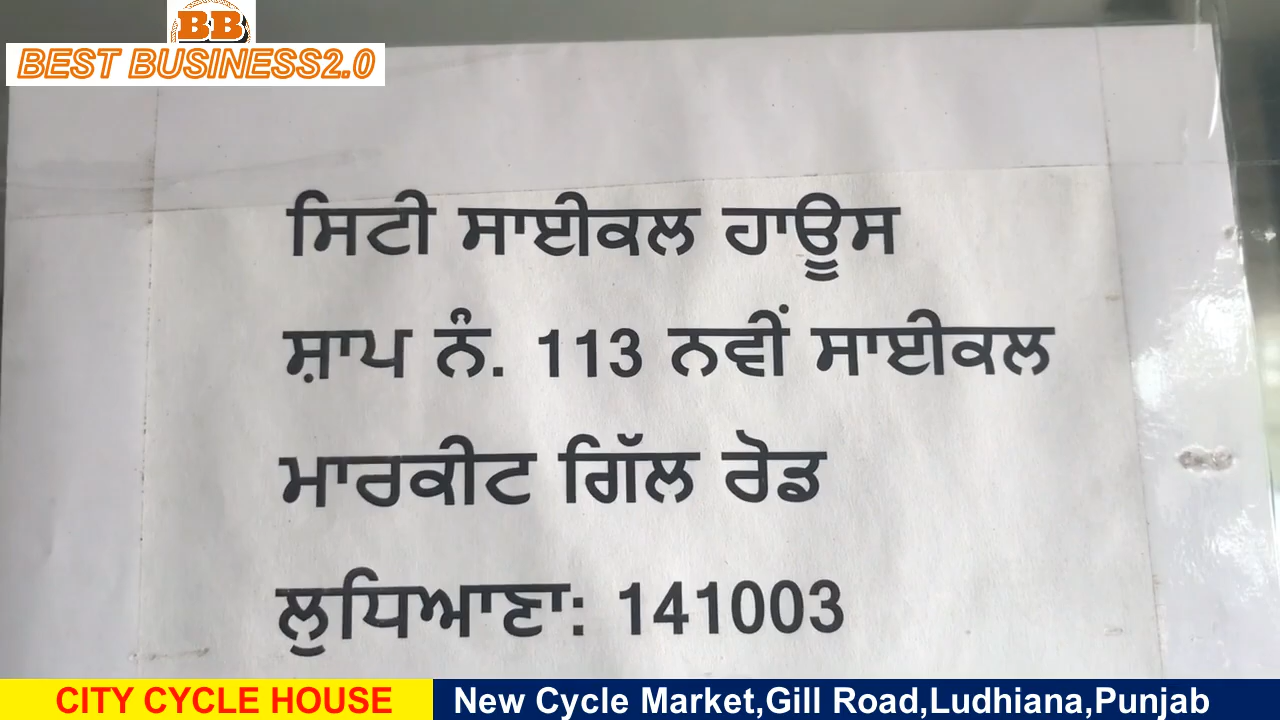 BB
BEST BUSINESS2.0
ਸਿਟੀ ਸਾਈਕਲ ਹਾਊਸ
ਸ਼ਾਪ ਨੰ. 113 ਨਵੀਂ ਸਾਈਕਲ
ਮਾਰਕੀਟ ਗਿੱਲ ਰੋਡ
ਲੁਧਿਆਣਾ: 141003
CITY CYCLE HOUSE New Cycle Market,Gill Road,Ludhiana,Punjab